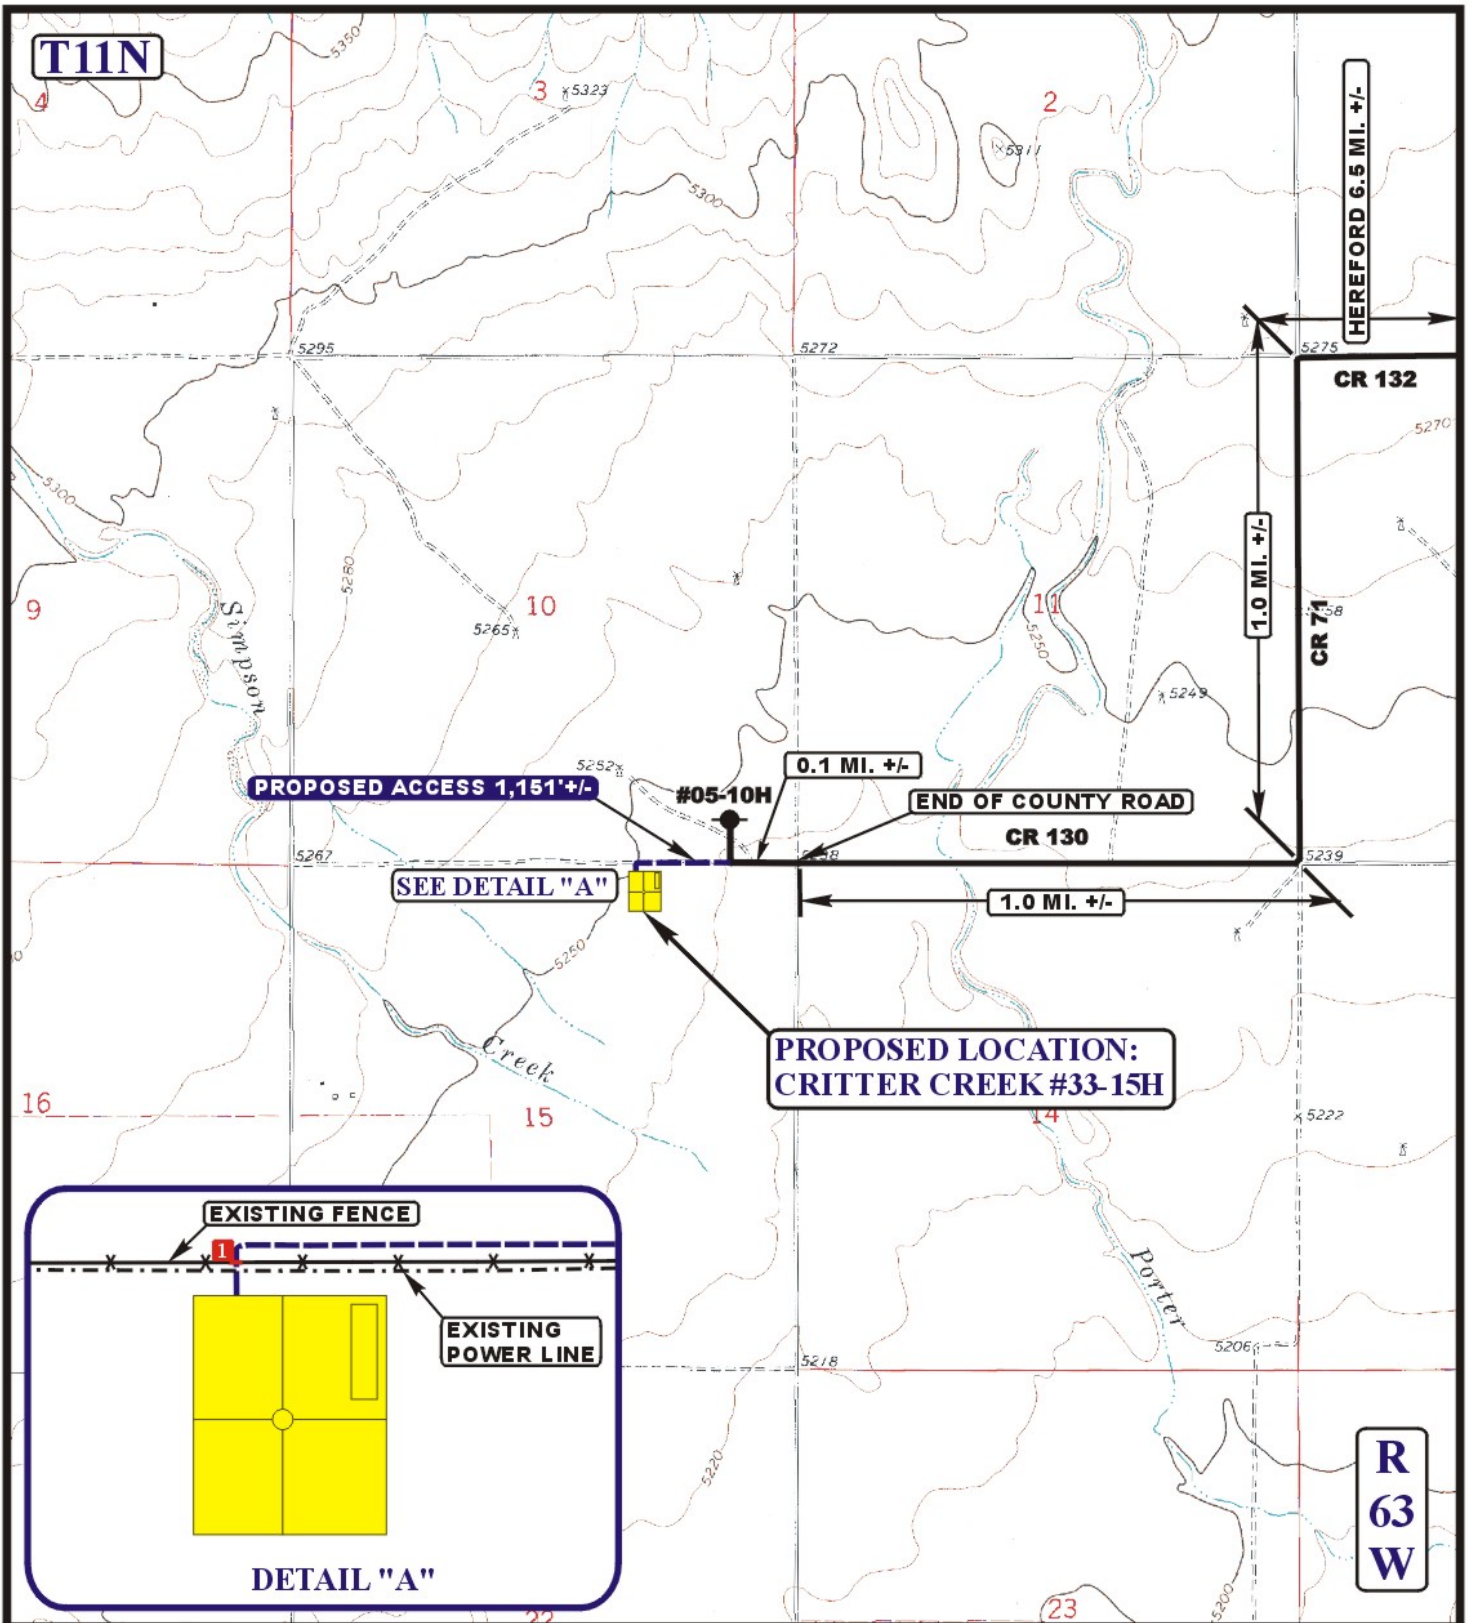 T11N
4
3
2
5350
5323
5311
5300
HEREFORD 6.5 MI. +/-
5295
5272
5275
CR 132
5270
5300
5280
1.0 MI. +/-
9
10
11
CR 71
5265
5250
Simpson
5249
5252
0.1 MI. +/-
PROPOSED ACCESS 1,151'+/-
#05-10H
END OF COUNTY ROAD
CR 130
5267
5239
SEE DETAIL "A"
1.0 MI. +/-
5250
Creek
PROPOSED LOCATION:
CRITTER CREEK #33-15H
16
15
14
5222
EXISTING FENCE
1
EXISTING
POWER LINE
Porter
5206
5218
5220
R
63
W
DETAIL "A"
5200
22
23